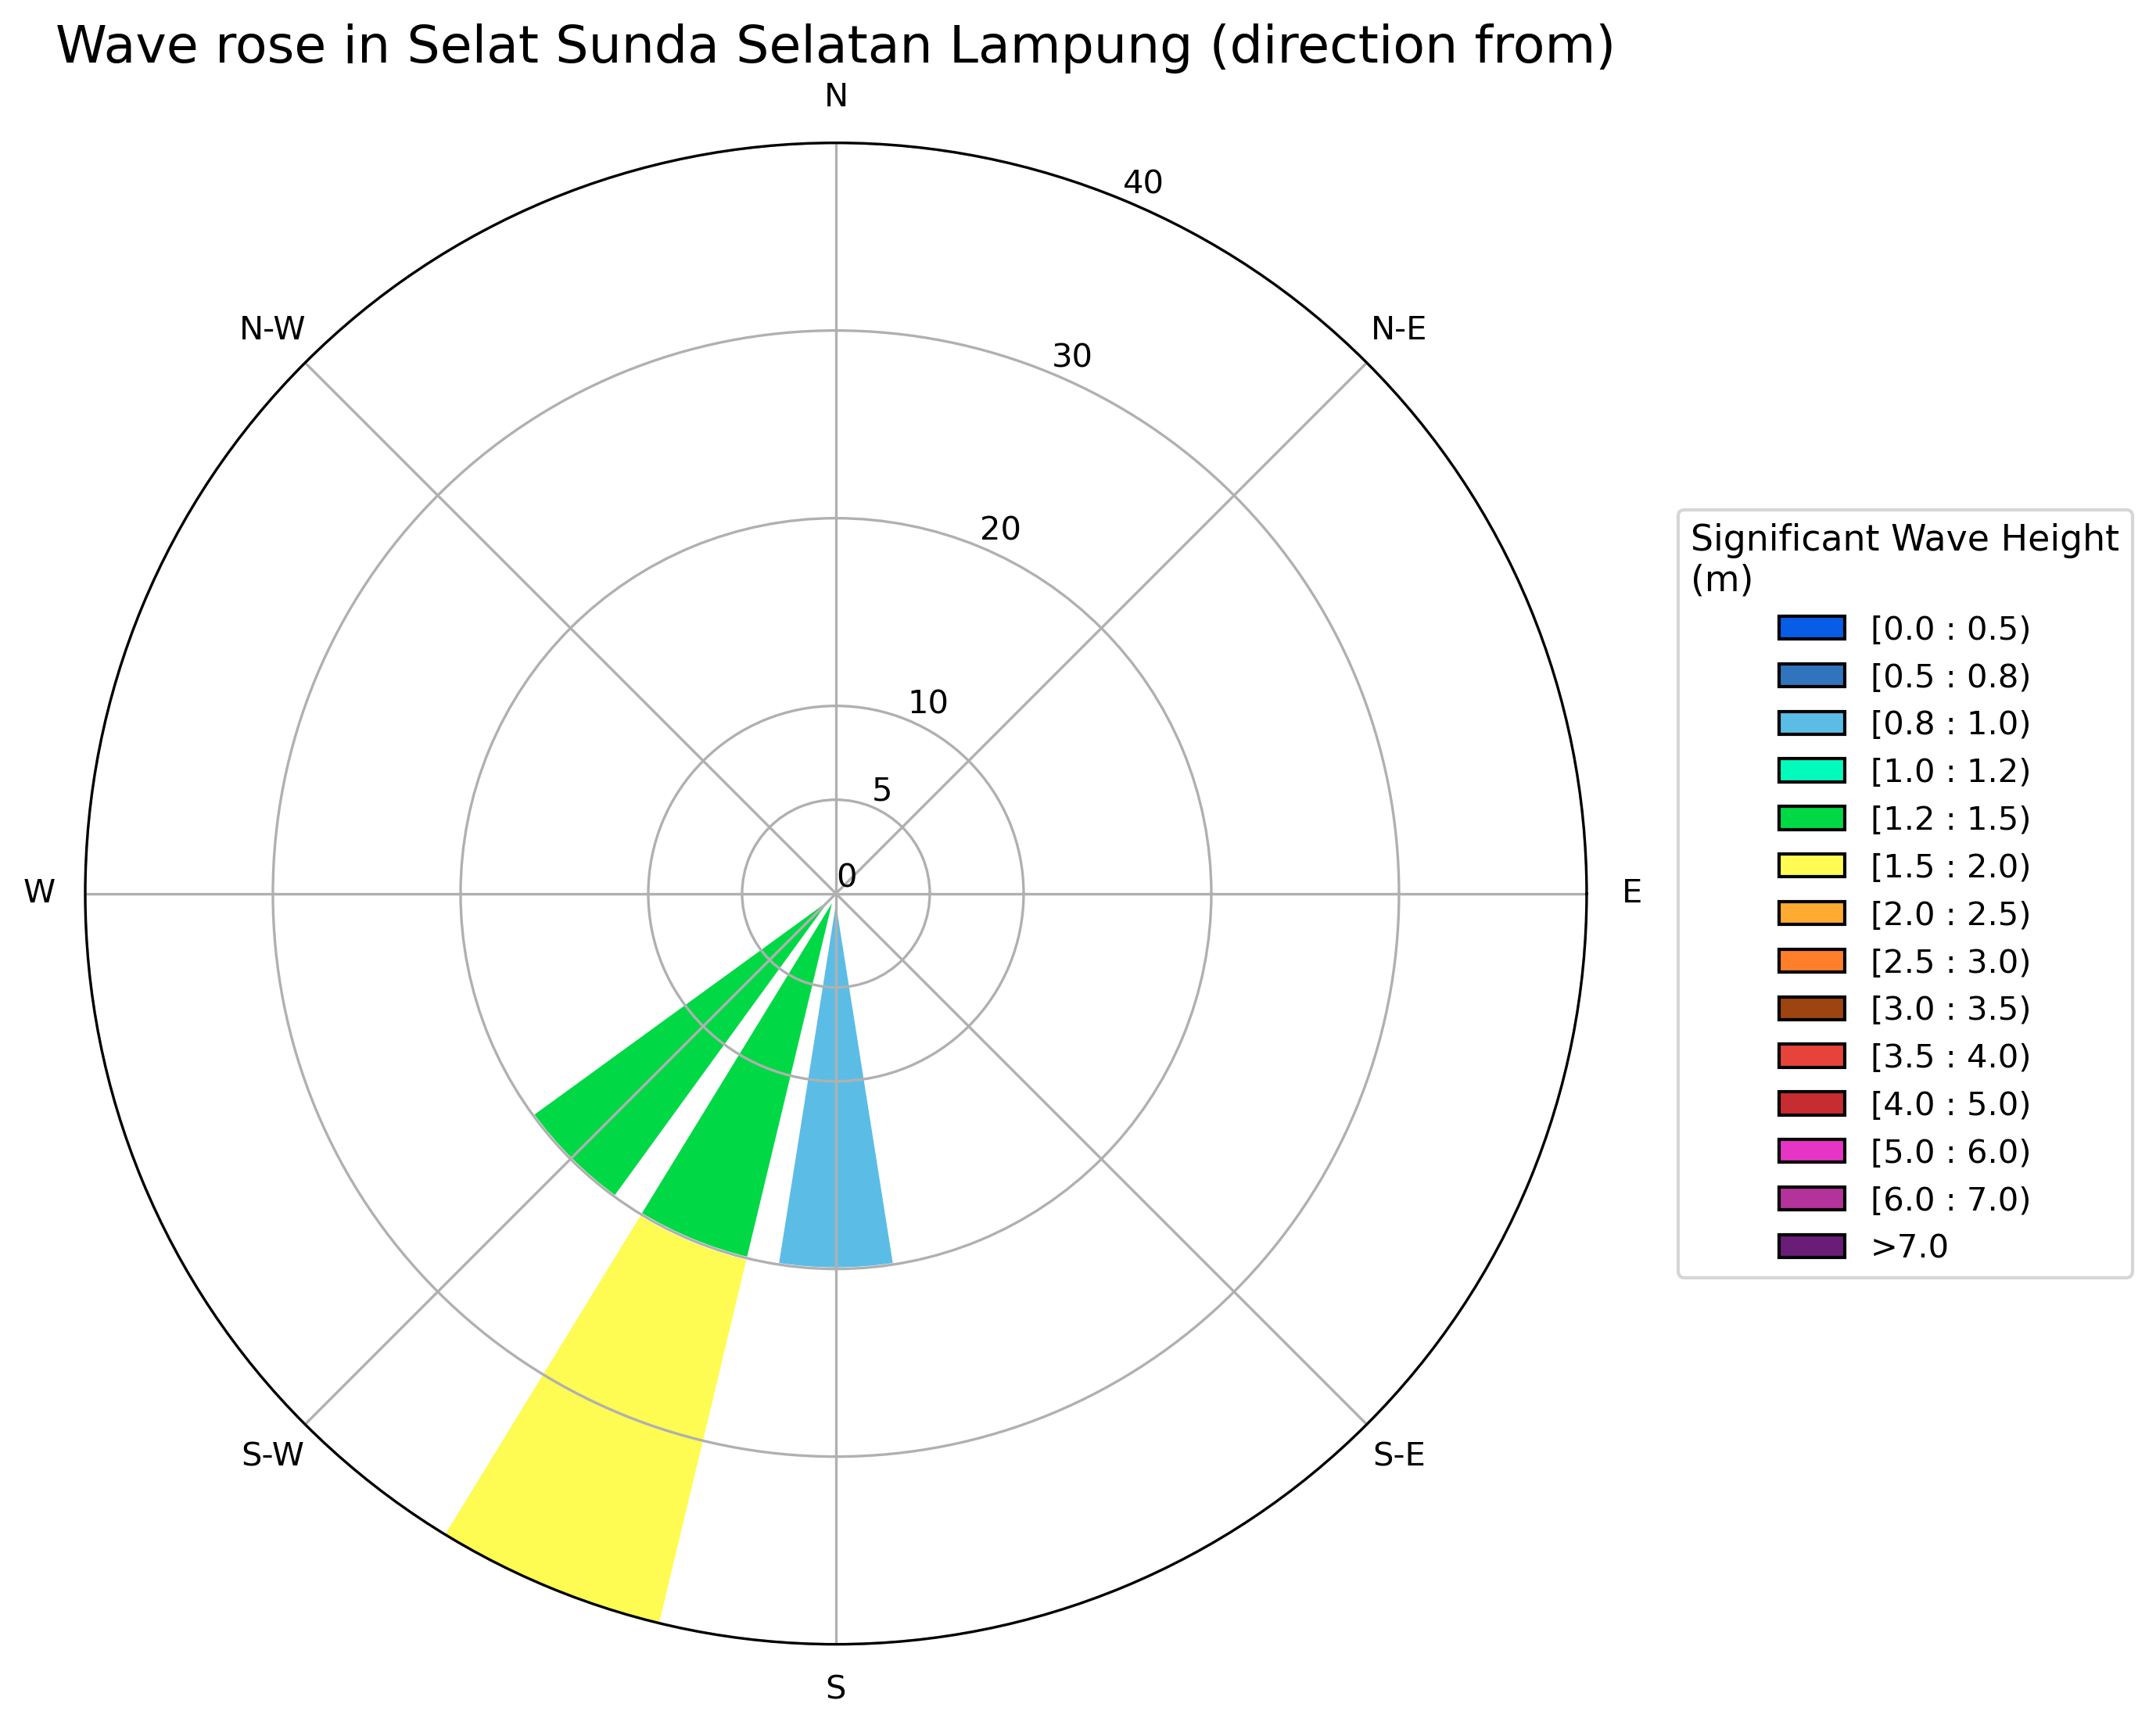 Wave rose in Selat Sunda Selatan Lampung (direction from)
N
40
N-W
N-E
30
20
10
5
0
W
E
S-W
S-E
S
Significant Wave Height
(m)
[0.0 : 0.5)
[0.5 : 0.8)
[0.8 : 1.0)
[1.0 : 1.2)
[1.2 : 1.5)
[1.5 : 2.0)
[2.0 : 2.5)
[2.5 : 3.0)
[3.0 : 3.5)
[3.5 : 4.0)
[4.0 : 5.0)
[5.0 : 6.0)
[6.0 : 7.0)
>7.0